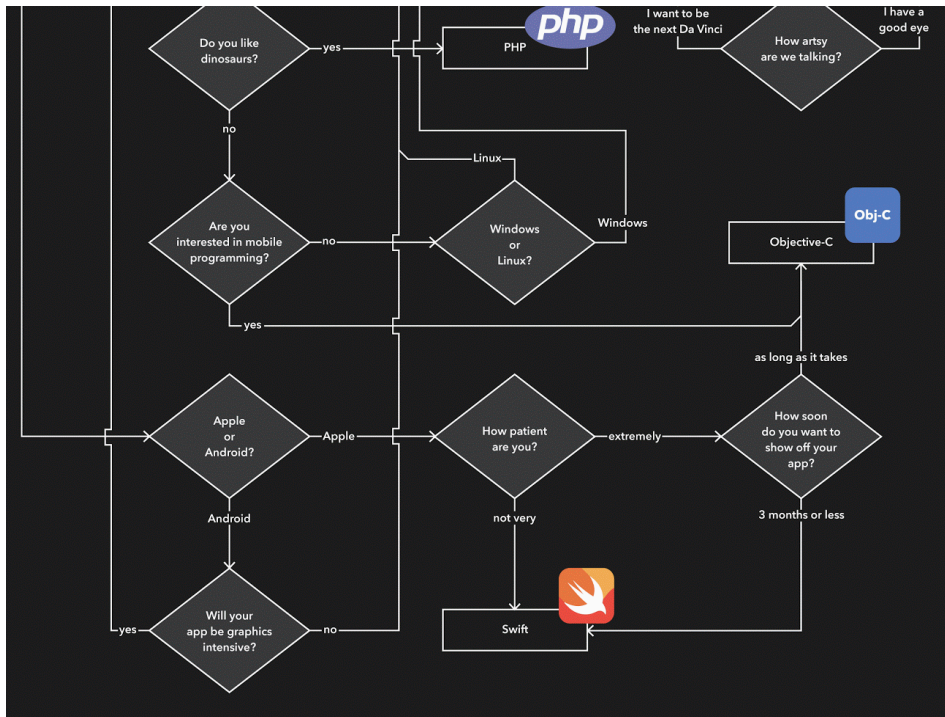 php
I want to be
the next Da Vinci
I have a
good eye
Do you like
dinosaurs?
yes
PHP
How artsy
are we talking?
no
Linux
Obj-C
Are you
interested in mobile
programming?
no
Windows
or
Linux?
Windows
Objective-C
yes
as long as it takes
Apple
or
Android?
Apple
How patient
are you?
extremely
How soon
do you want to
show off your
app?
Android
not very
3 months or less
Will your
app be graphics
intensive?
yes
no
Swift